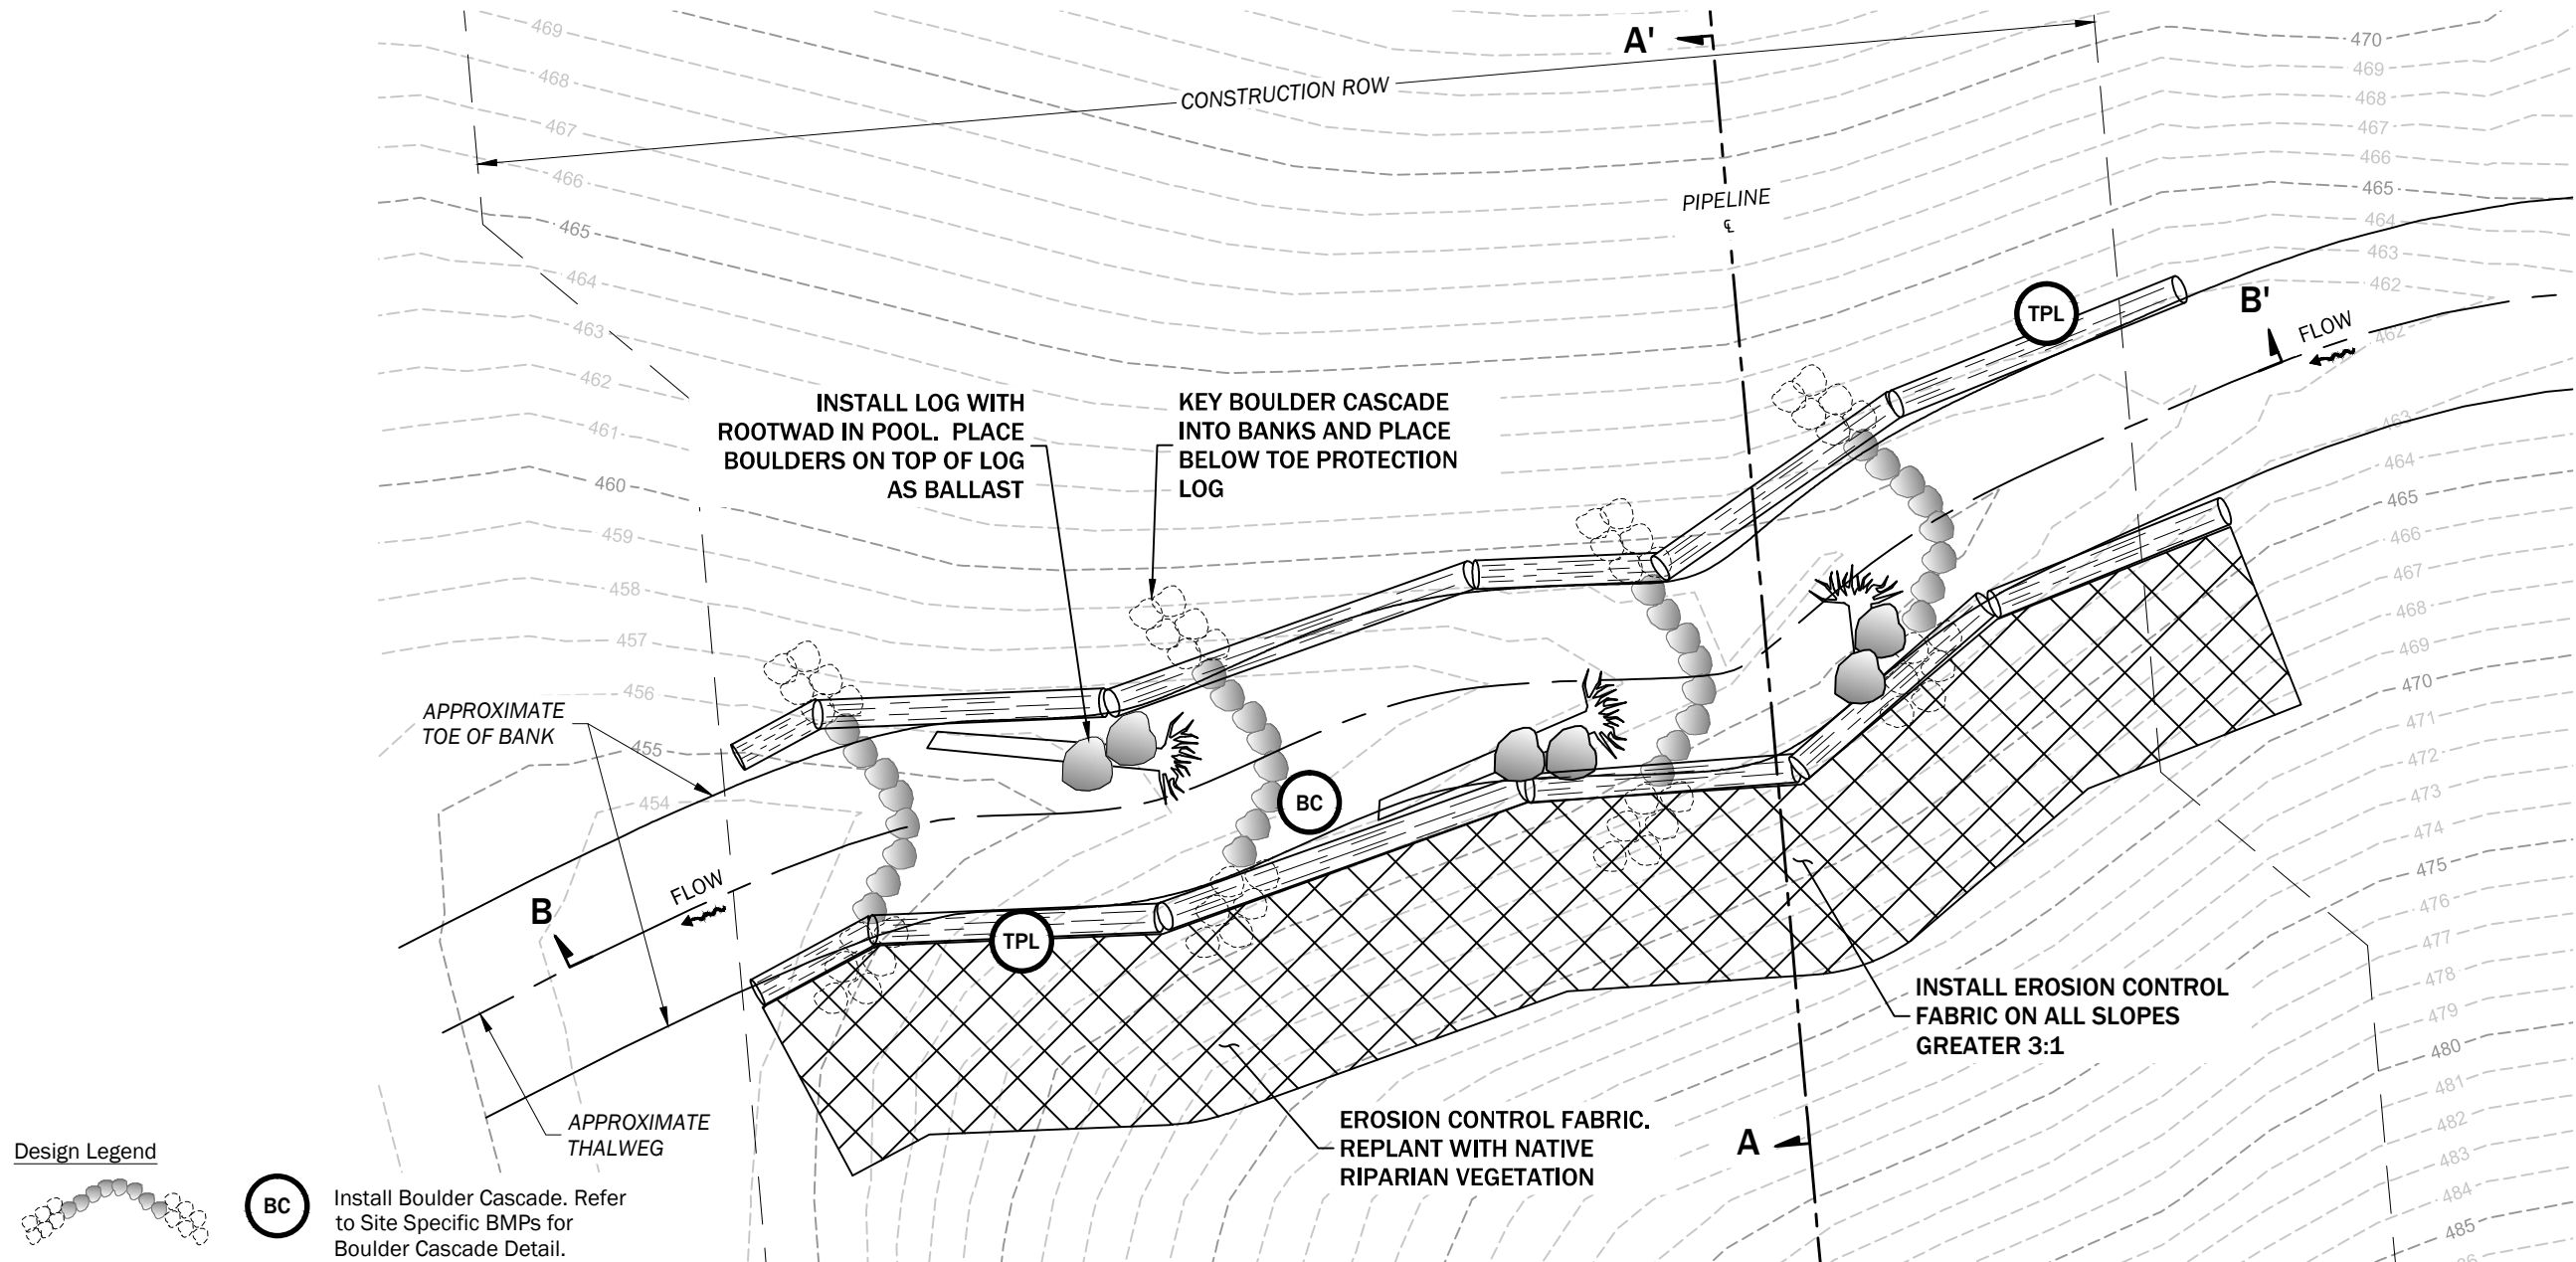 A'
CONSTRUCTION ROW
PIPELINE
℄
469
468
467
466
465
464
463
462
461
460
459
458
457
456
455
454
470
469
468
467
466
465
464
463
462
462
463
464
465
466
467
468
469
470
471
472
473
474
475
476
477
478
479
480
481
482
483
484
485
TPL
B'
FLOW
INSTALL LOG WITH
ROOTWAD IN POOL. PLACE
BOULDERS ON TOP OF LOG
AS BALLAST
KEY BOULDER CASCADE
INTO BANKS AND PLACE
BELOW TOE PROTECTION
LOG
APPROXIMATE
TOE OF BANK
BC
FLOW
B
TPL
INSTALL EROSION CONTROL
FABRIC ON ALL SLOPES
GREATER 3:1
APPROXIMATE
THALWEG
EROSION CONTROL FABRIC.
REPLANT WITH NATIVE
RIPARIAN VEGETATION
A
Design Legend
BC
Install Boulder Cascade. Refer
to Site Specific BMPs for
Boulder Cascade Detail.